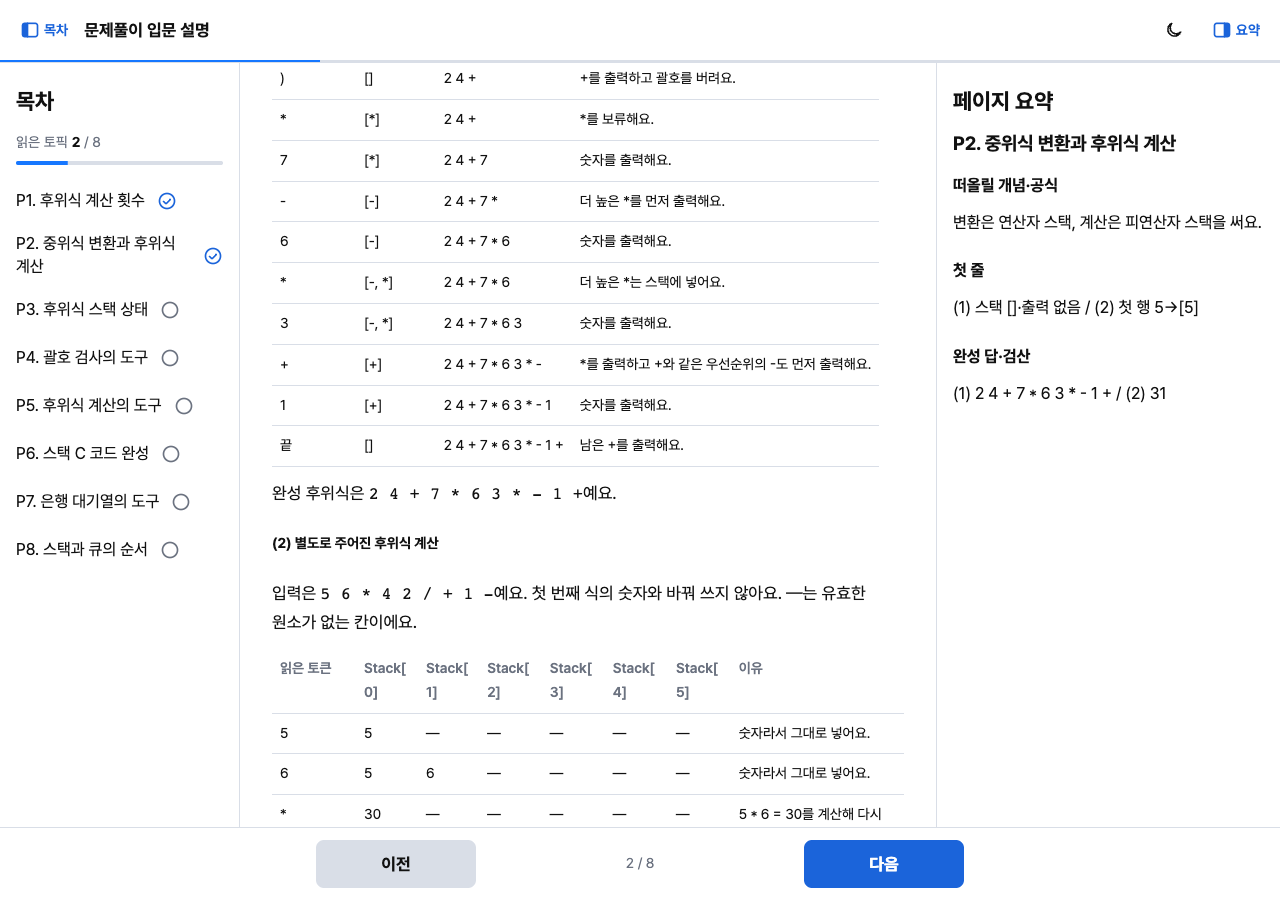 목차 문제풀이 입문 설명 요약
목차
읽은 토픽 2 / 8
P1. 후위식 계산 횟수
P2. 중위식 변환과 후위식
계산
P3. 후위식 스택 상태
P4. 괄호 검사의 도구
P5. 후위식 계산의 도구
P6. 스택 C 코드 완성
P7. 은행 대기열의 도구
P8. 스택과 큐의 순서
) [] 2 4 + +를 출력하고 괄호를 버려요.
* [*] 2 4 + *를 보류해요.
7 [*] 2 4 + 7 숫자를 출력해요.
- [-] 2 4 + 7 * 더 높은 *를 먼저 출력해요.
6 [-] 2 4 + 7 * 6 숫자를 출력해요.
* [-, *] 2 4 + 7 * 6 더 높은 *는 스택에 넣어요.
3 [-, *] 2 4 + 7 * 6 3 숫자를 출력해요.
+ [+] 2 4 + 7 * 6 3 * - *를 출력하고 +와 같은 우선순위의 -도 먼저 출력해요.
1 [+] 2 4 + 7 * 6 3 * - 1 숫자를 출력해요.
끝 [] 2 4 + 7 * 6 3 * - 1 + 남은 +를 출력해요.
완성 후위식은 2 4 + 7 * 6 3 * - 1 +예요.
(2) 별도로 주어진 후위식 계산
입력은 5 6 * 4 2 / + 1 -예요. 첫 번째 식의 숫자와 바꿔 쓰지 않아요. —는 유효한
원소가 없는 칸이에요.
읽은 토큰 Stack[ Stack[ Stack[ Stack[ Stack[ Stack[ 이유
0] 1] 2] 3] 4] 5]
5 5 — — — — — 숫자라서 그대로 넣어요.
6 5 6 — — — — 숫자라서 그대로 넣어요.
* 30 — — — — — 5 * 6 = 30를 계산해 다시
페이지 요약
P2. 중위식 변환과 후위식 계산
떠올릴 개념·공식
변환은 연산자 스택, 계산은 피연산자 스택을 써요.
첫 줄
(1) 스택 []·출력 없음 / (2) 첫 행 5→[5]
완성 답·검산
(1) 2 4 + 7 * 6 3 * - 1 + / (2) 31
이전 2 / 8 다음